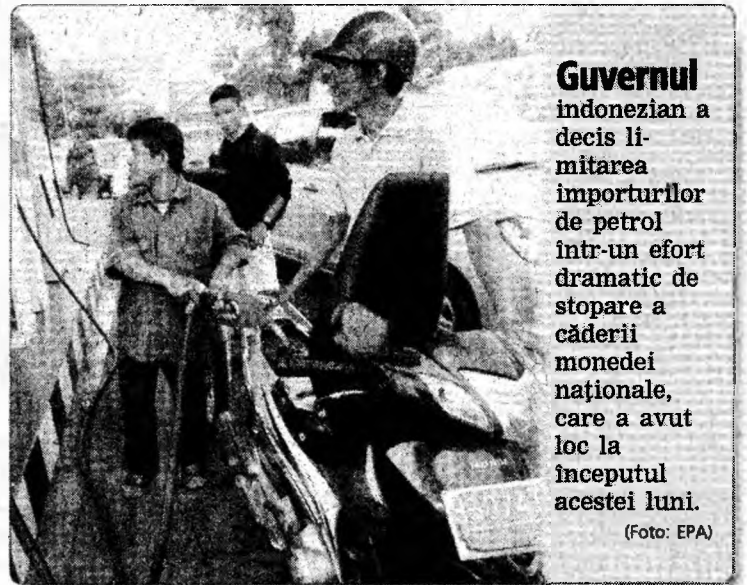 Guvernul
indonezian a
decis li-
mitarea
importurilor
de petrol
într-un efort
dramatic de
stopare a
căderii
monedei
naţionale,
care a avut
loc la
începutul
acestei luni.
(Foto: EPA)